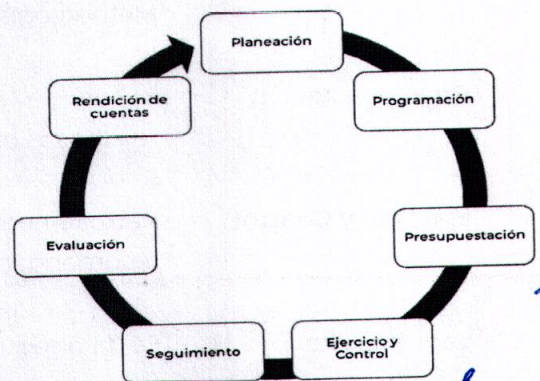 Planeación
Programación
Presupuestación
Ejercicio y
Control
Seguimiento
Evaluación
Rendición de
cuentas